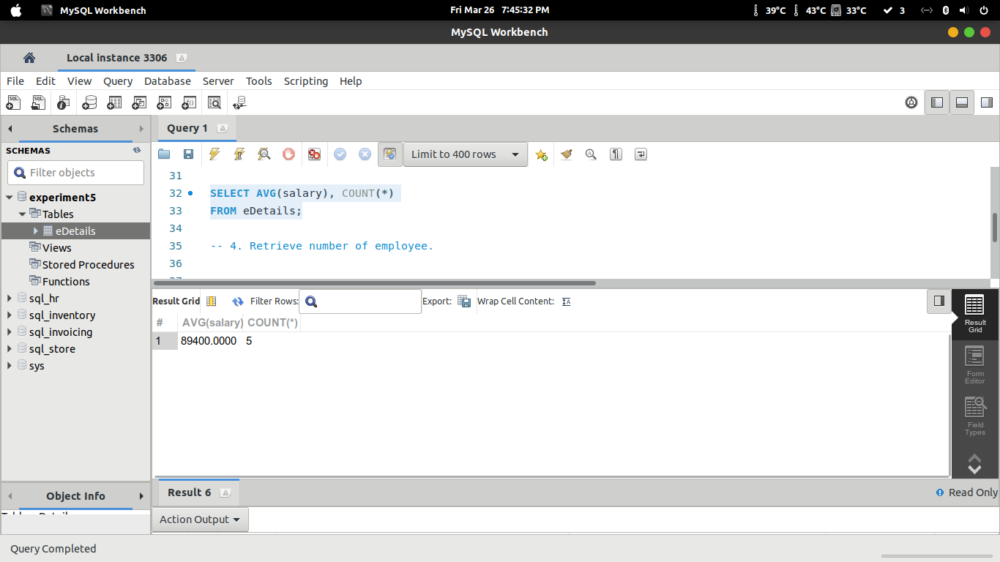 MySQL Workbench
Fri Mar 26 7:45:32 PM
39°C 43°C 33°C 3
MySQL Workbench
Local instance 3306
File Edit View Query Database Server Tools Scripting Help
Schemas
Query 1
SCHEMAS
Filter objects
experiment5
Tables
eDetails
Views
Stored Procedures
Functions
sql_hr
sql_inventory
sql_invoicing
sql_store
sys
Limit to 400 rows
31
32 SELECT AVG(salary), COUNT(*)
33 FROM eDetails;
34
35 -- 4. Retrieve number of employee.
36
Result Grid Filter Rows: Export: Wrap Cell Content:
# AVG(salary) COUNT(*)
1 89400.0000 5
Result Grid
Form Editor
Field Types
Object Info
Result 6
Read Only
Action Output
Query Completed